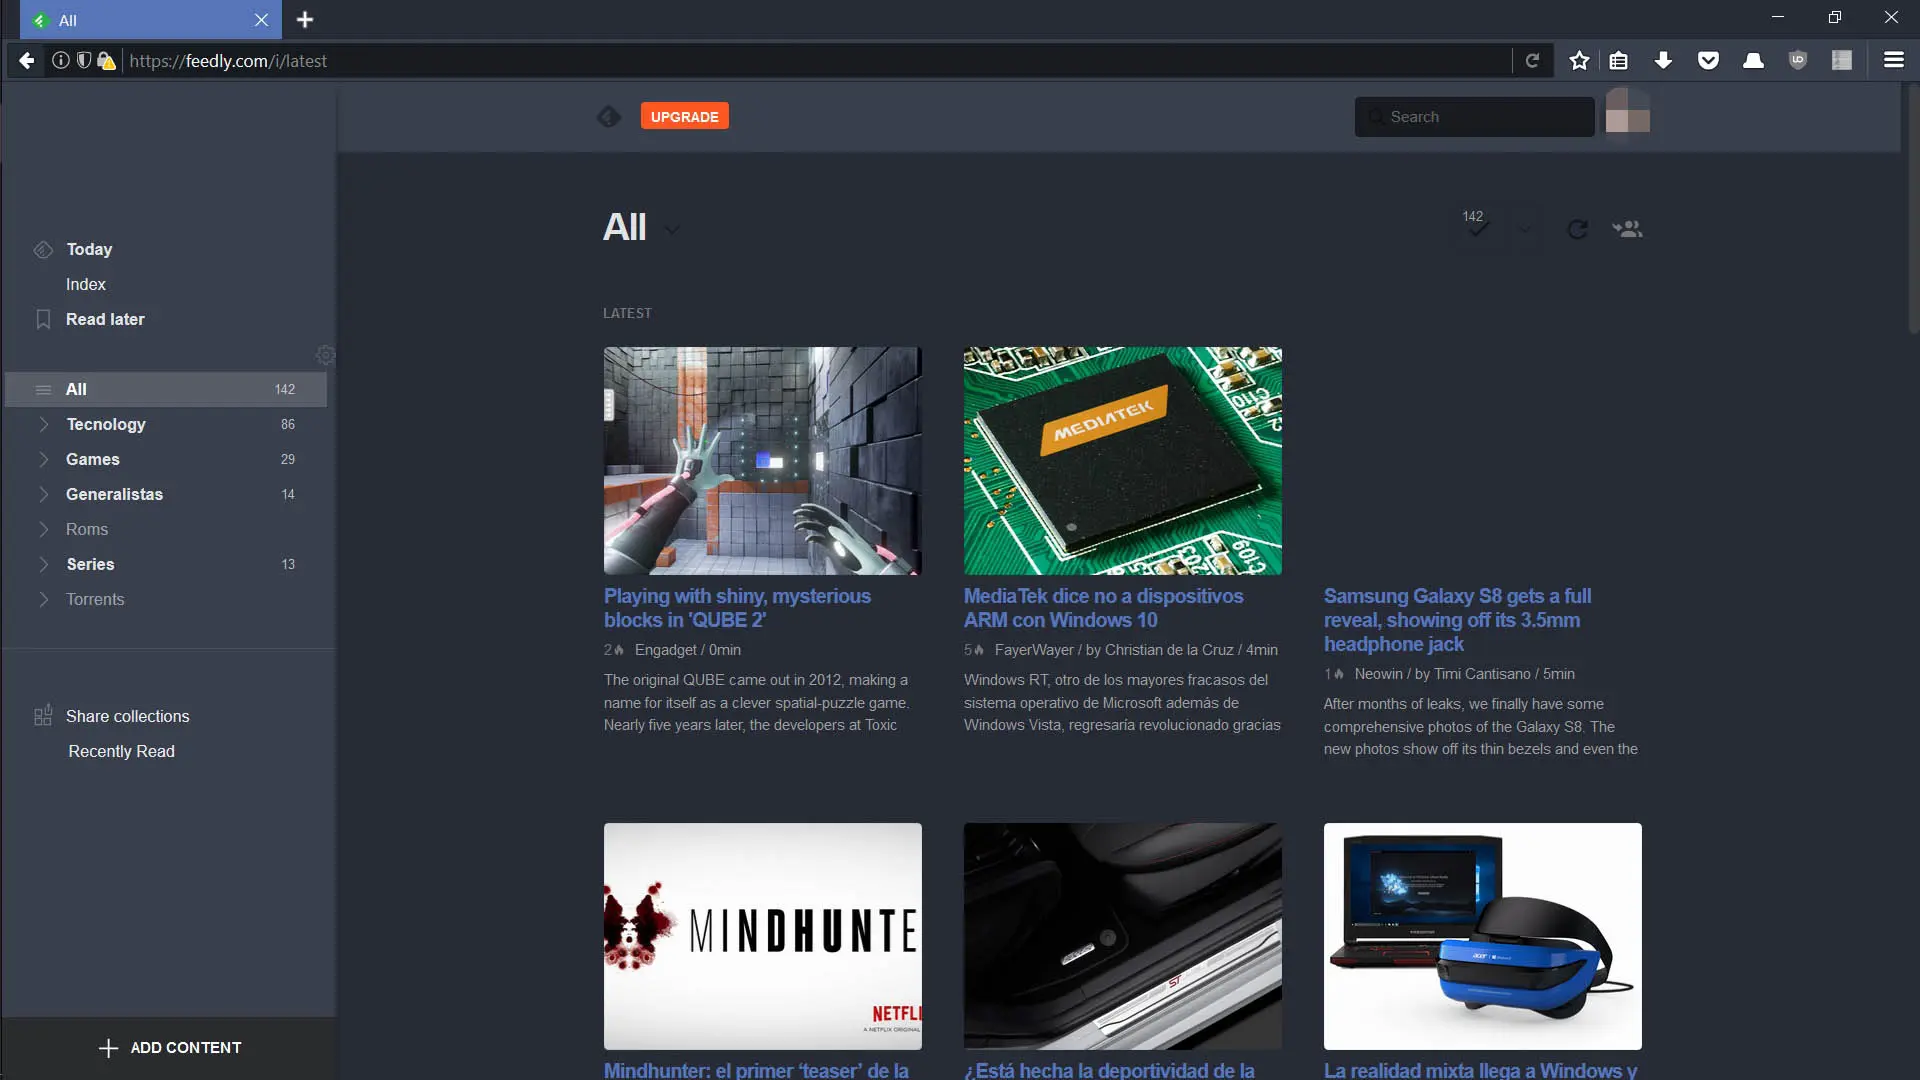 All
https://feedly.com/i/latest
UPGRADE
Search
Today
Index
Read later
All 142
Tecnology 86
Games 29
Generalistas 14
Roms
Series 13
Torrents
Share collections
Recently Read
ADD CONTENT
All
142
LATEST
MEDIATEK
Playing with shiny, mysterious
blocks in 'QUBE 2'
2 Engadget / 0min
The original QUBE came out in 2012, making a
name for itself as a clever spatial-puzzle game.
Nearly five years later, the developers at Toxic
MediaTek dice no a dispositivos
ARM con Windows 10
5 FayerWayer / by Christian de la Cruz / 4min
Windows RT, otro de los mayores fracasos del
sistema operativo de Microsoft además de
Windows Vista, regresaría revolucionado gracias
Samsung Galaxy S8 gets a full
reveal, showing off its 3.5mm
headphone jack
1 Neowin / by Timi Cantisano / 5min
After months of leaks, we finally have some
comprehensive photos of the Galaxy S8. The
new photos show off its thin bezels and even the
MINDHUNTE
NETFLI
A NETFLIX ORIGINAL
ST
acer
Mindhunter: el primer ‘teaser’ de la
¿Está hecha la deportividad de la
La realidad mixta llega a Windows y